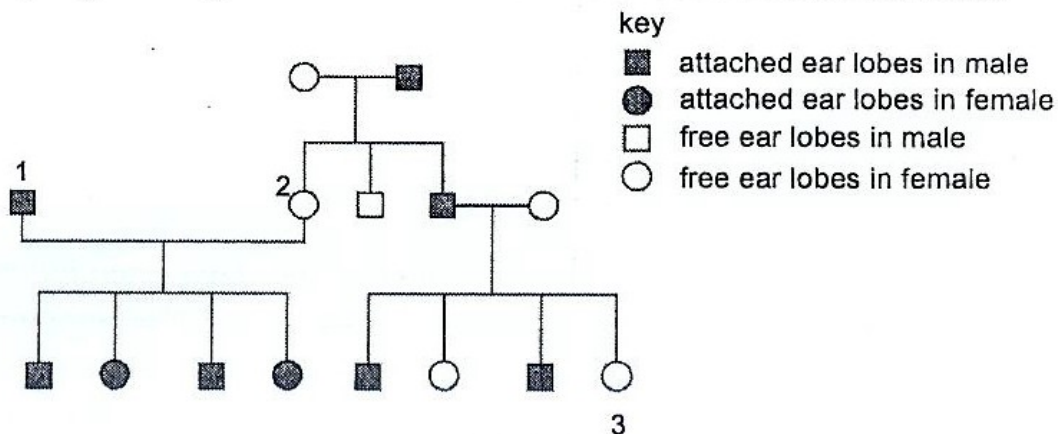 key
attached ear lobes in male
attached ear lobes in female
free ear lobes in male
free ear lobes in female
1
2
3